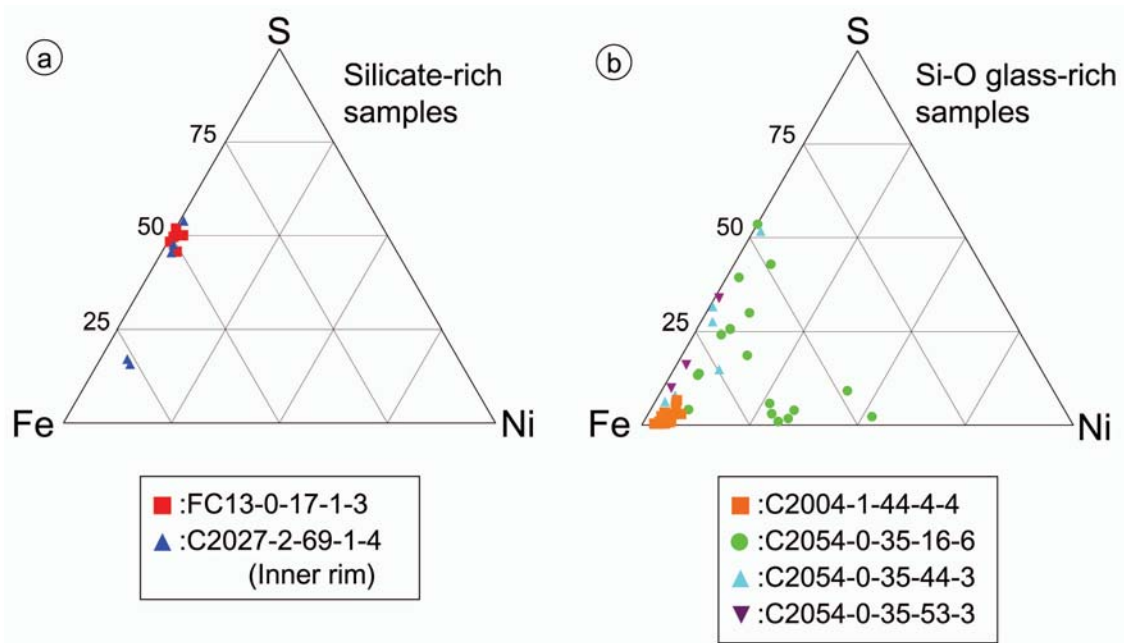 a
S
Silicate-rich
samples
75
50
25
Fe
Ni
■ :FC13-0-17-1-3
▲ :C2027-2-69-1-4
(Inner rim)
b
S
Si-O glass-rich
samples
75
50
25
Fe
Ni
■ :C2004-1-44-4-4
● :C2054-0-35-16-6
▲ :C2054-0-35-44-3
▼ :C2054-0-35-53-3